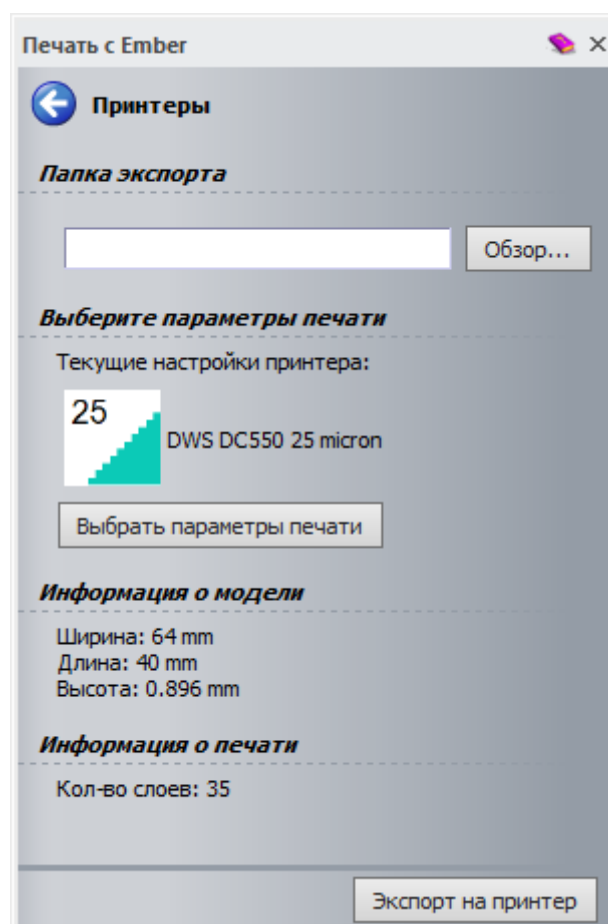 Печать с Ember
Принтеры
Папка экспорта
Обзор...
Выберите параметры печати
Текущие настройки принтера:
25
DWS DC550 25 micron
Выбрать параметры печати
Информация о модели
Ширина: 64 mm
Длина: 40 mm
Высота: 0.896 mm
Информация о печати
Кол-во слоев: 35
Экспорт на принтер